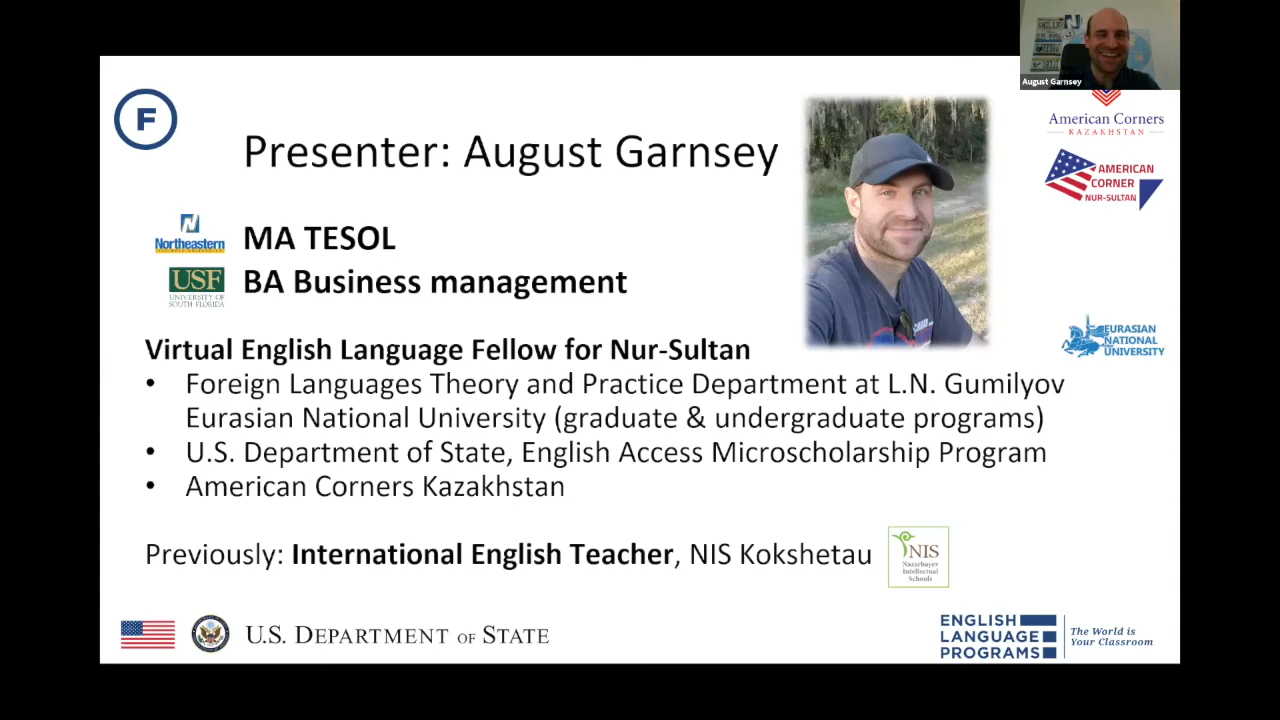 August Garnsey
F
Presenter: August Garnsey
American Corners
KAZAKHSTAN
AMERICAN
CORNER
NUR-SULTAN
N
Northeastern
MA TESOL
USF
UNIVERSITY OF
SOUTH FLORIDA
BA Business management
EURASIAN
NATIONAL
UNIVERSITY
Virtual English Language Fellow for Nur-Sultan
• Foreign Languages Theory and Practice Department at L.N. Gumilyov
Eurasian National University (graduate & undergraduate programs)
• U.S. Department of State, English Access Microscholarship Program
• American Corners Kazakhstan
Previously: International English Teacher, NIS Kokshetau
NIS
Nazarbayev
Intellectual
Schools
U.S. DEPARTMENT OF STATE
ENGLISH
LANGUAGE
PROGRAMS
The World is
Your Classroom